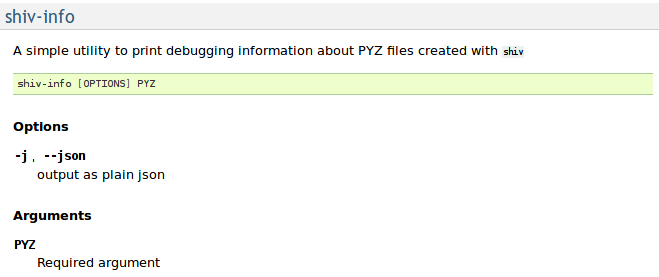 shiv-info
A simple utility to print debugging information about PYZ files created with shiv
shiv-info [OPTIONS] PYZ
Options
-j, --json
output as plain json
Arguments
PYZ
Required argument